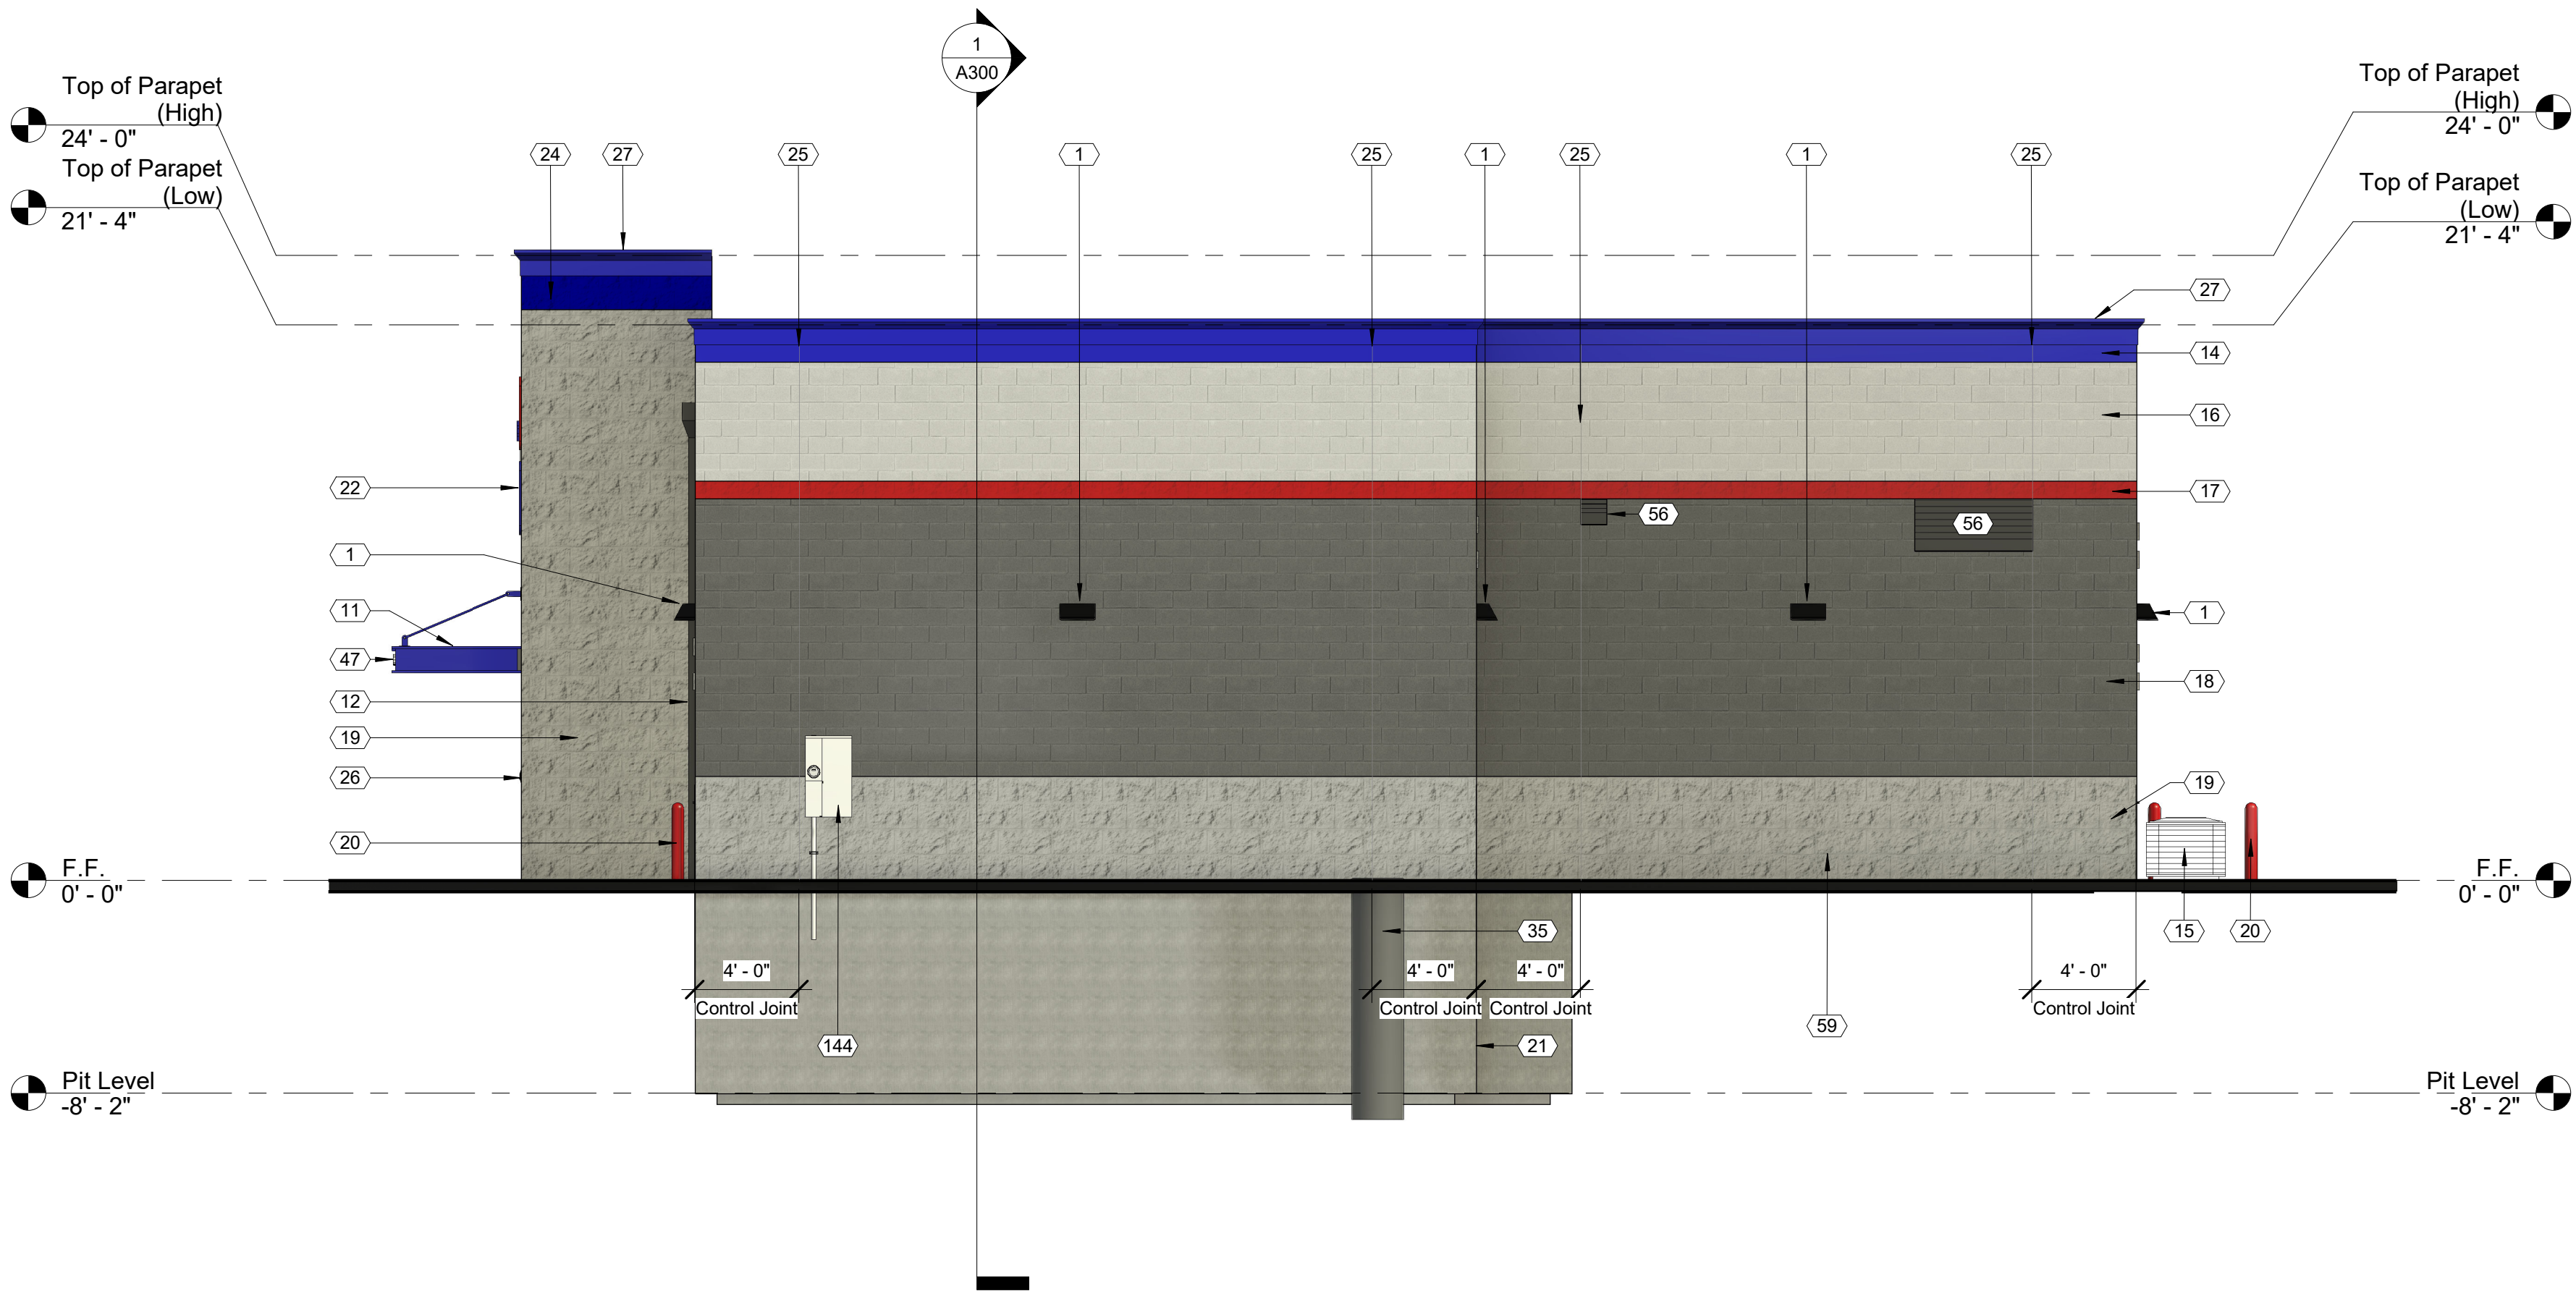 1
A300
Top of Parapet
(High)
24' - 0"
Top of Parapet
(High)
24' - 0"
24
27
25
1
25
1
25
1
25
Top of Parapet
(Low)
21' - 4"
Top of Parapet
(Low)
21' - 4"
27
14
16
22
17
56
56
1
11
1
47
18
12
19
26
19
20
F.F.
0' - 0"
F.F.
0' - 0"
35
15
20
4' - 0"
Control Joint
4' - 0"
Control Joint
4' - 0"
Control Joint
4' - 0"
Control Joint
59
144
21
Pit Level
-8' - 2"
Pit Level
-8' - 2"